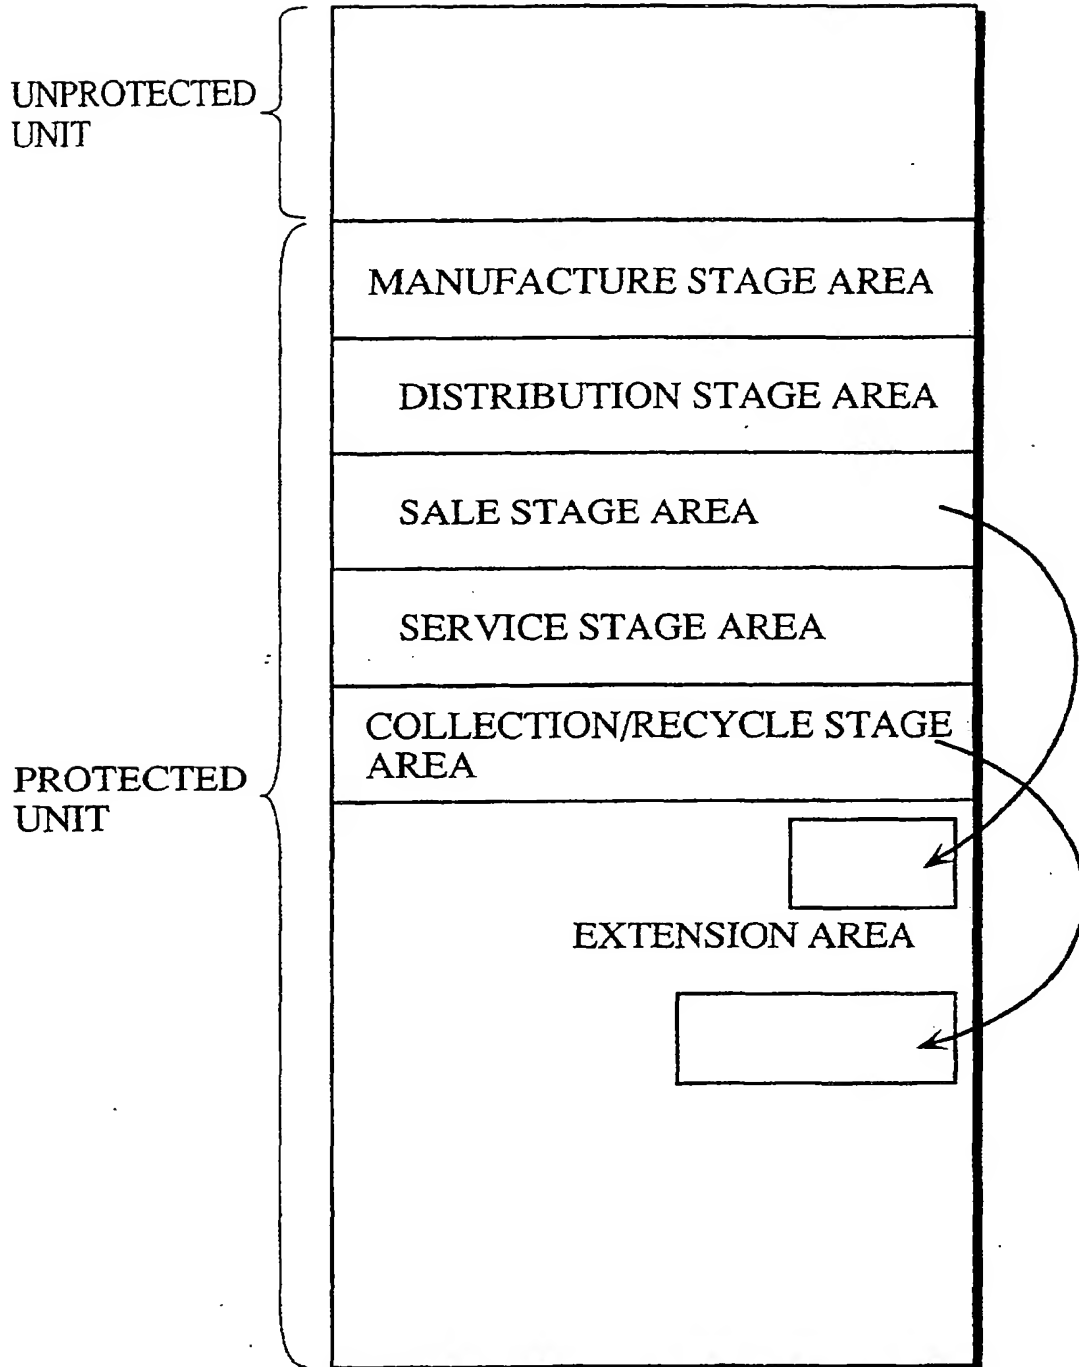 UNPROTECTED
UNIT
MANUFACTURE STAGE AREA
DISTRIBUTION STAGE AREA
SALE STAGE AREA
SERVICE STAGE AREA
COLLECTION/RECYCLE STAGE
AREA
PROTECTED
UNIT
EXTENSION AREA